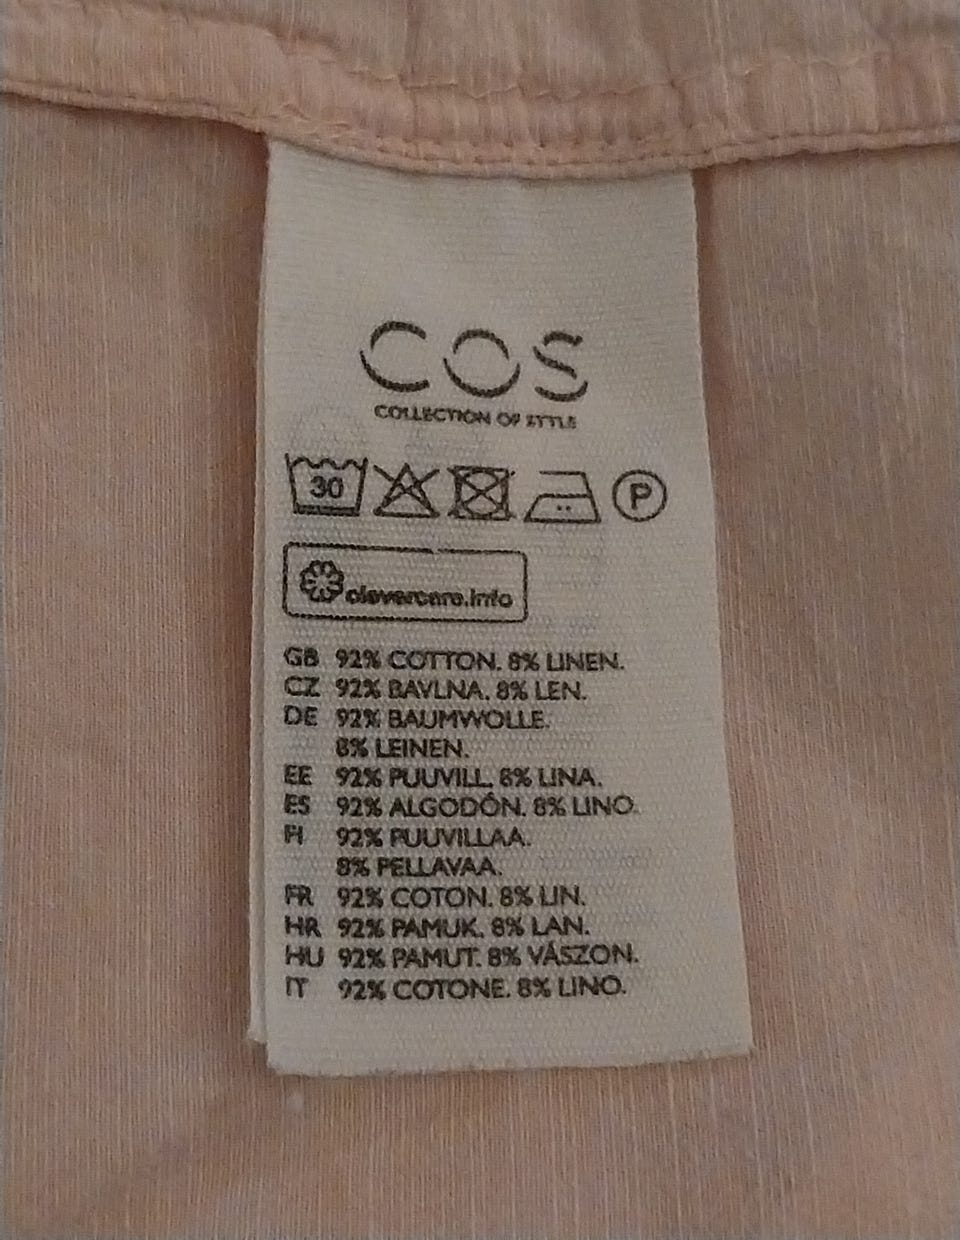 COS
COLLECTION OF STYLE
30 P
clevercare.info
GB 92% COTTON. 8% LINEN.
CZ 92% BAVLNA. 8% LEN.
DE 92% BAUMWOLLE.
8% LEINEN.
EE 92% PUUVILL. 8% LINA.
ES 92% ALGODÓN. 8% LINO.
FI 92% PUUVILLAA.
8% PELLAVAA.
FR 92% COTON. 8% LIN.
HR 92% PAMUK. 8% LAN.
HU 92% PAMUT. 8% VÁSZON.
IT 92% COTONE. 8% LINO.